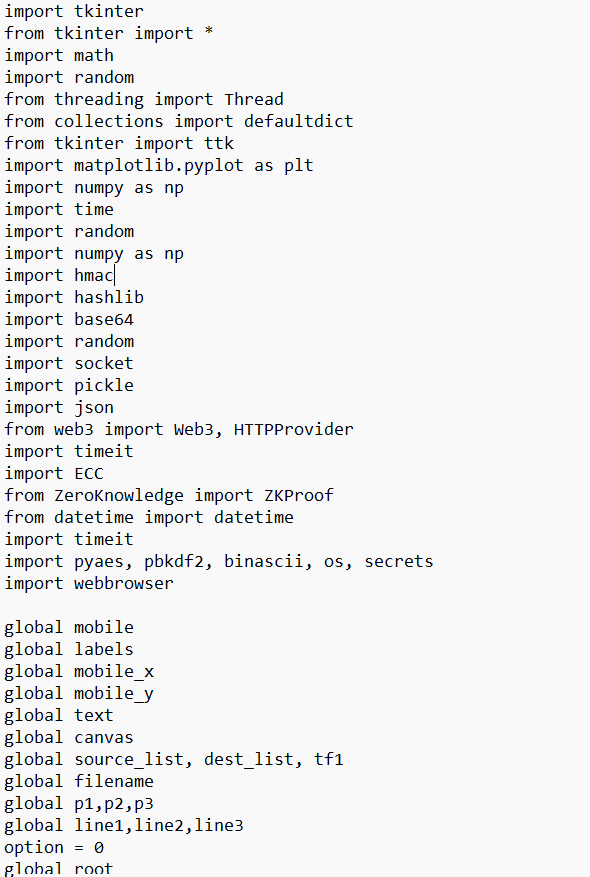 import tkinter
from tkinter import *
import math
import random
from threading import Thread
from collections import defaultdict
from tkinter import ttk
import matplotlib.pyplot as plt
import numpy as np
import time
import random
import numpy as np
import hmac
import hashlib
import base64
import random
import socket
import pickle
import json
from web3 import Web3, HTTPProvider
import timeit
import ECC
from ZeroKnowledge import ZKProof
from datetime import datetime
import timeit
import pyaes, pbkdf2, binascii, os, secrets
import webbrowser
global mobile
global labels
global mobile_x
global mobile_y
global text
global canvas
global source_list, dest_list, tf1
global filename
global p1,p2,p3
global line1,line2,line3
option = 0
global root